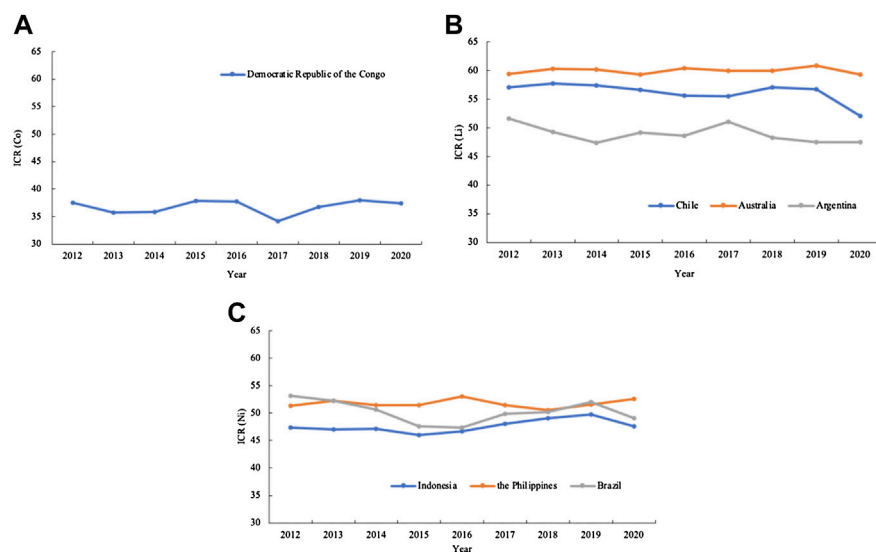 A
65
60
55
50
45
40
35
30
ICR (Co)
Democratic Republic of the Congo
2012 2013 2014 2015 2016 2017 2018 2019 2020
Year
B
65
60
55
50
45
40
35
30
ICR (Li)
Chile Australia Argentina
2012 2013 2014 2015 2016 2017 2018 2019 2020
Year
C
65
60
55
50
45
40
35
30
ICR (Ni)
Indonesia the Philippines Brazil
2012 2013 2014 2015 2016 2017 2018 2019 2020
Year